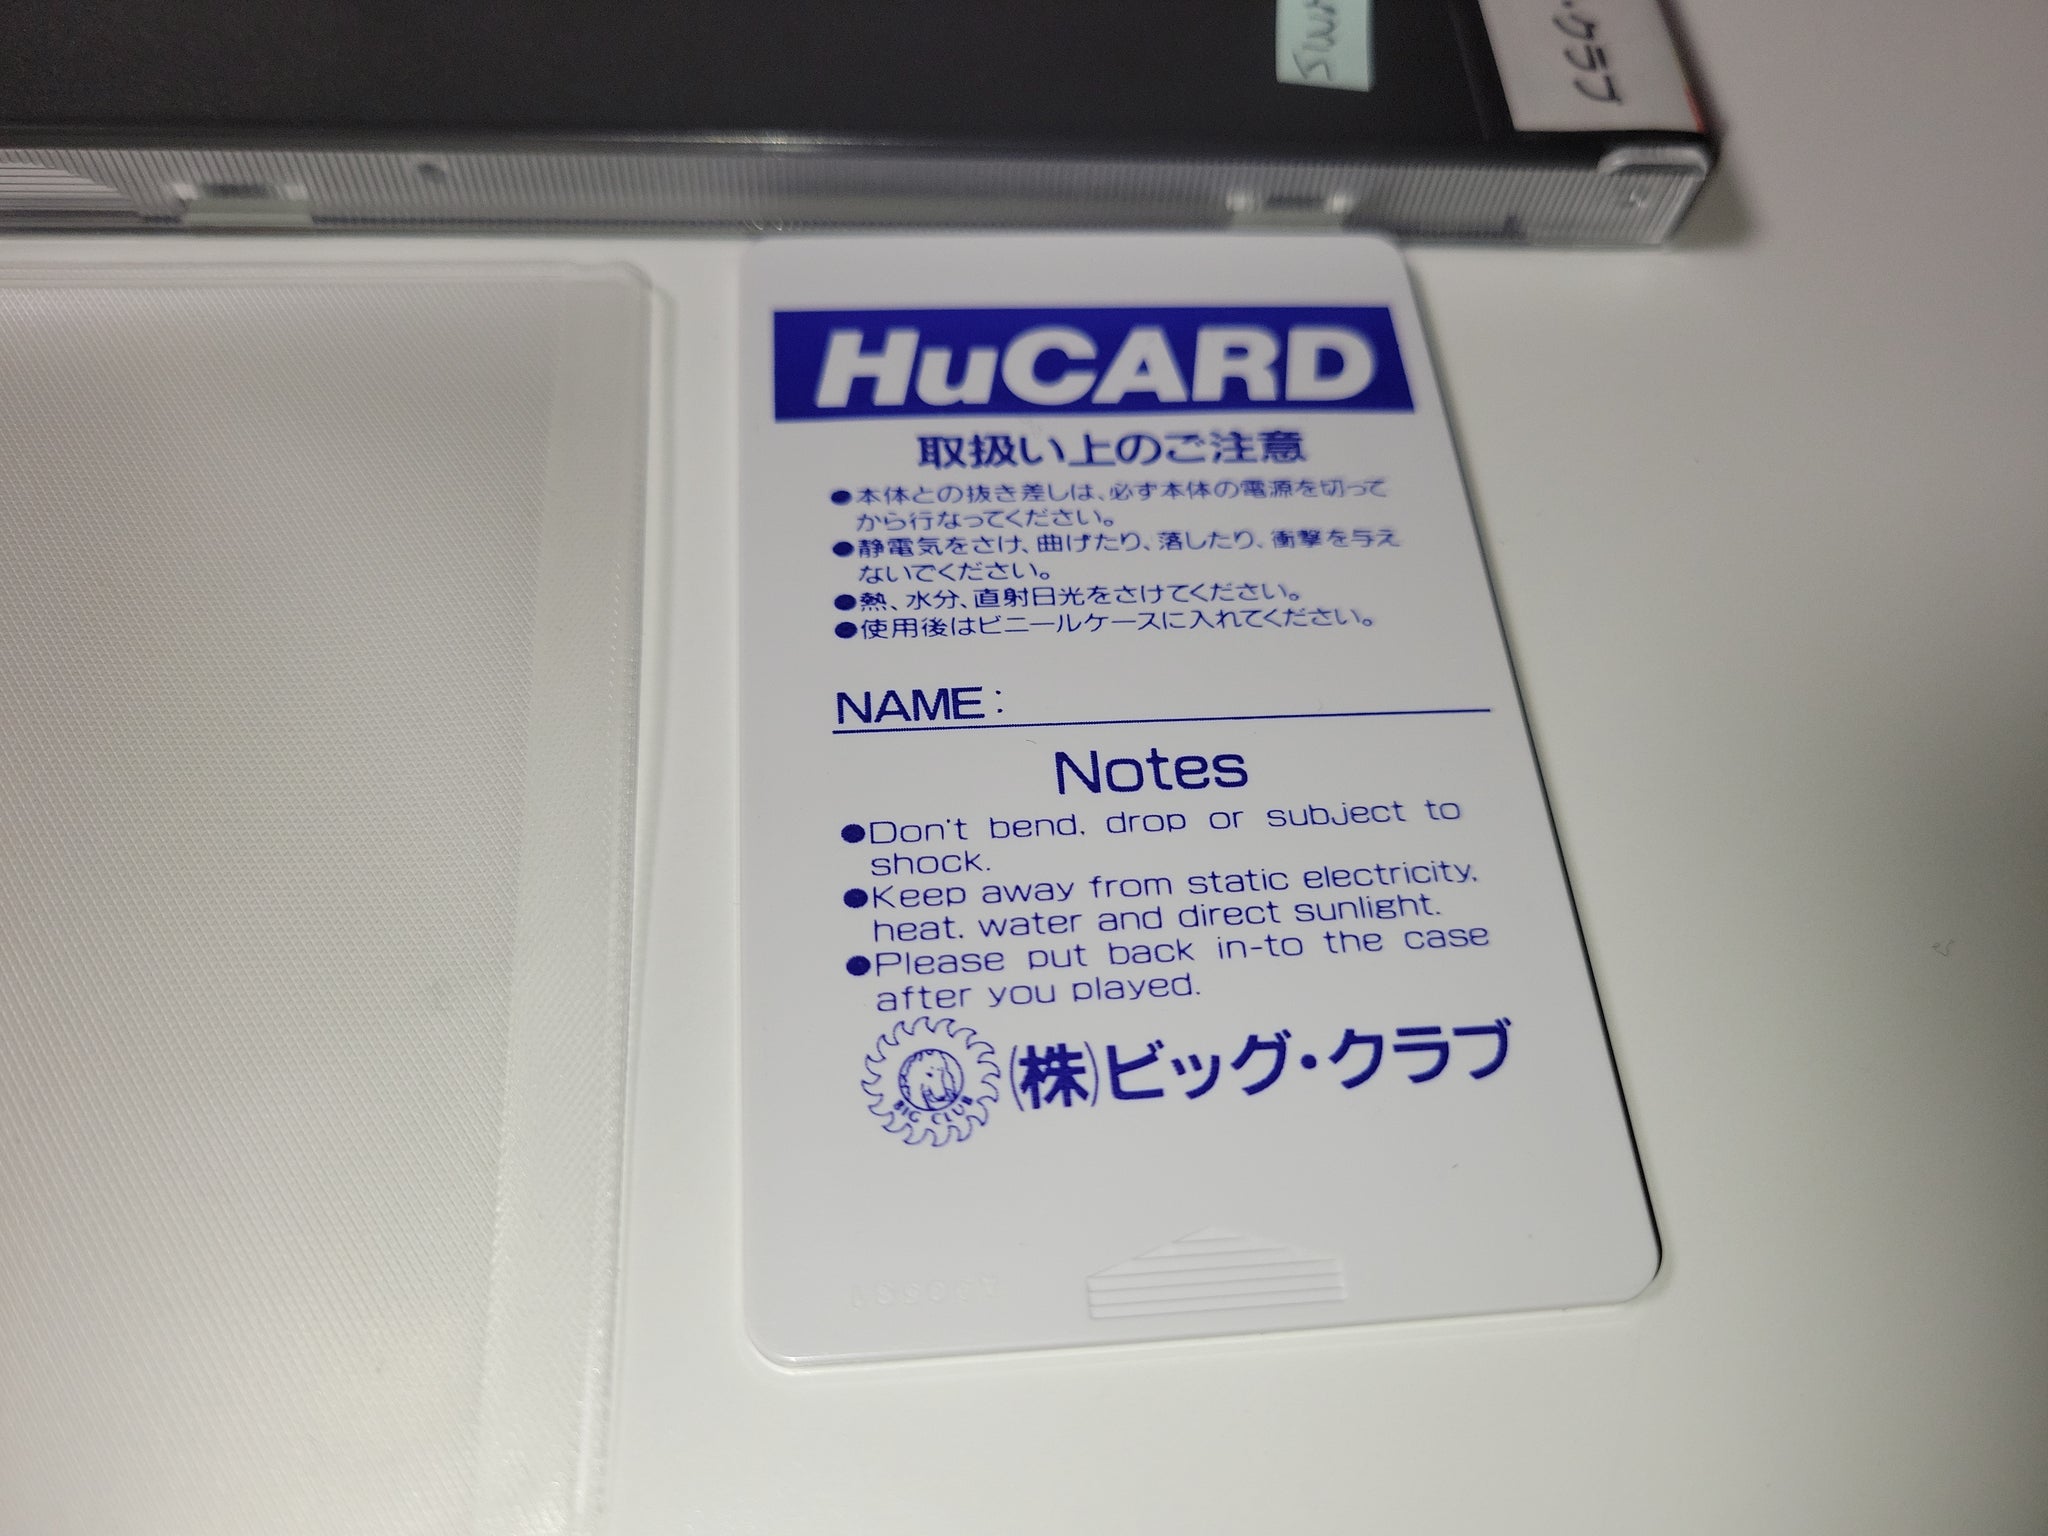 クラブ
HuCARD
取扱い上のご注意
●本体との抜き差しは、必ず本体の電源を切って
から行なってください。
●静電気をさけ、曲げたり、落したり、衝撃を与え
ないでください。
●熱、水分、直射日光をさけてください。
●使用後はビニールケースに入れてください。
NAME:
Notes
●Don't bend, drop or subject to
shock.
●Keep away from static electricity,
heat, water and direct sunlight.
●Please put back in-to the case
after you played.
BIG CLUB
(株)ビッグ・クラブ